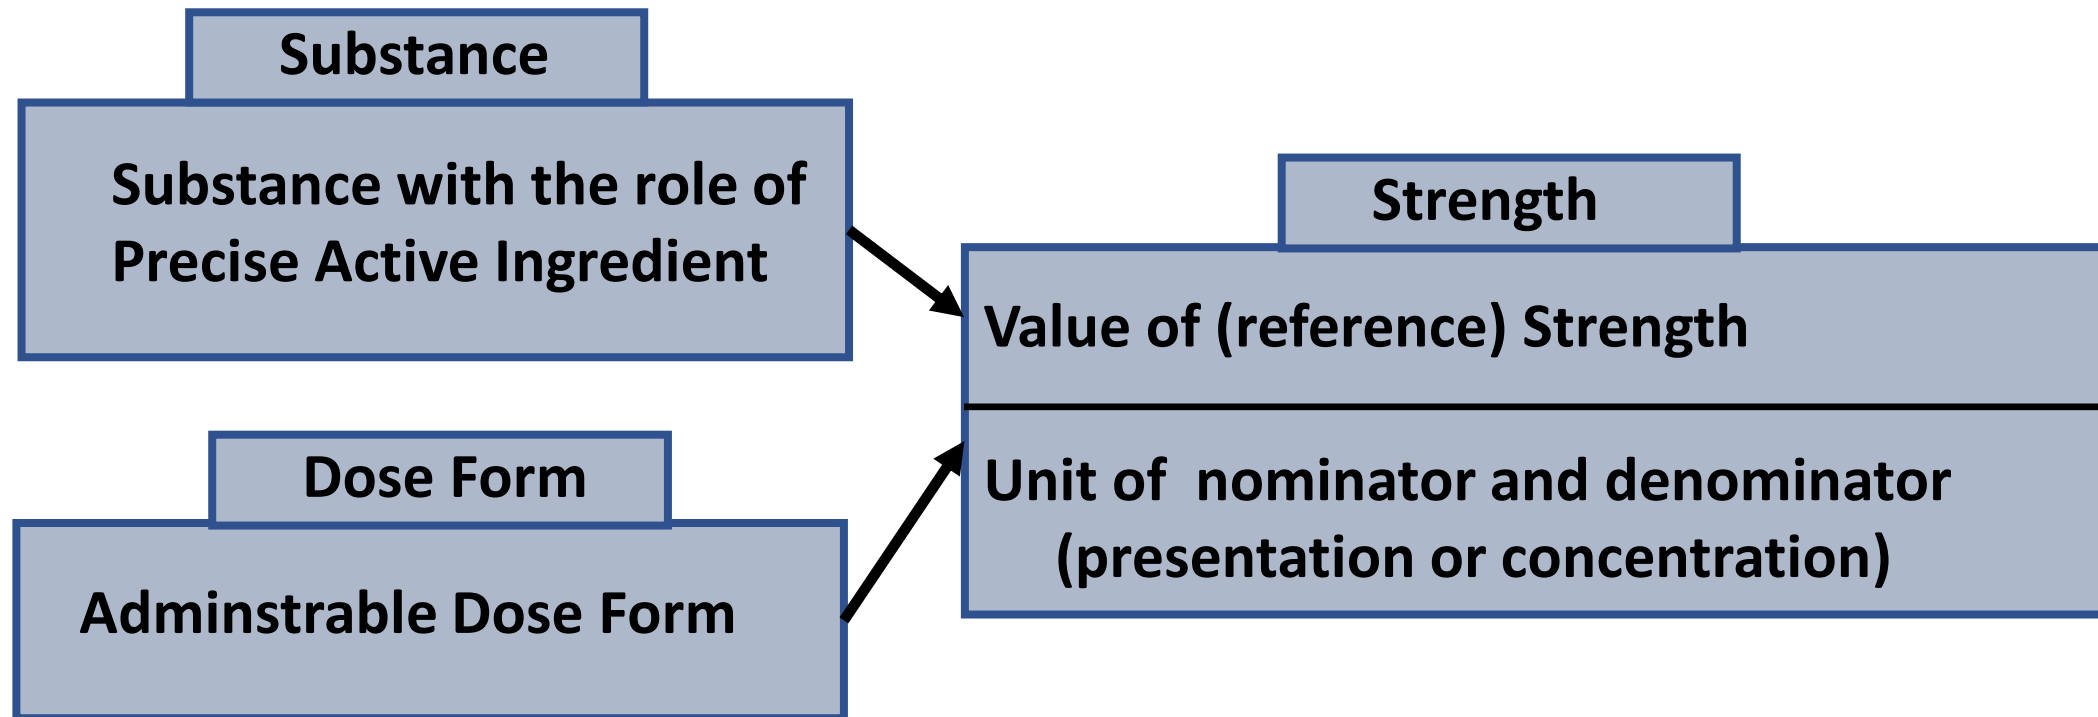 Substance
Substance with the role of
Precise Active Ingredient
Dose Form
Adminstrable Dose Form
Strength
Value of (reference) Strength
Unit of  nominator and denominator
(presentation or concentration)